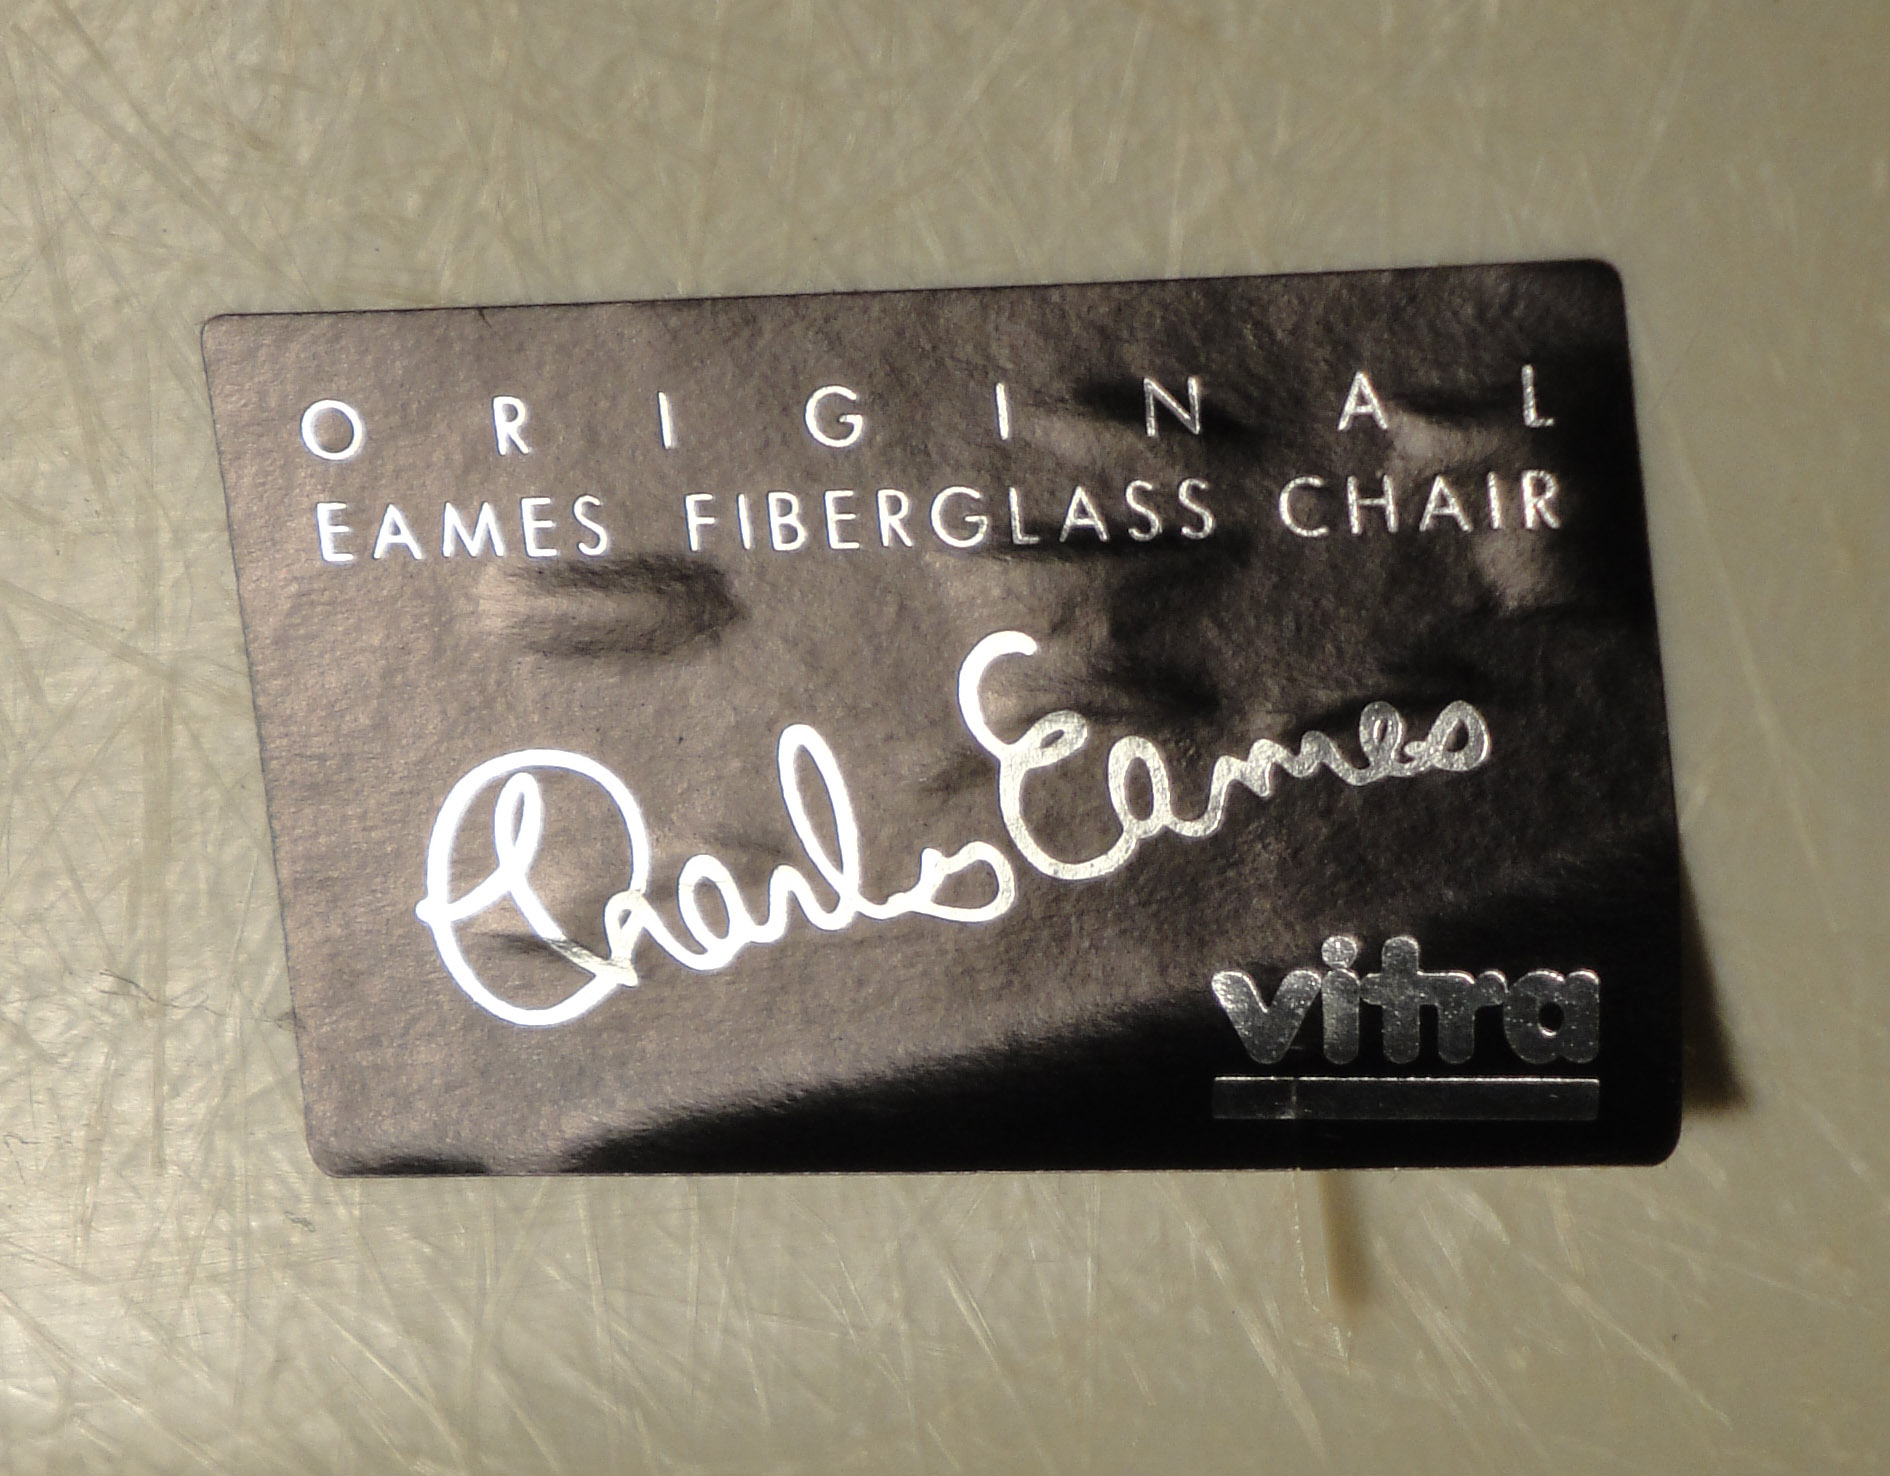 ORIGINAL
EAMES FIBERGLASS CHAIR
Charles Eames
vitra